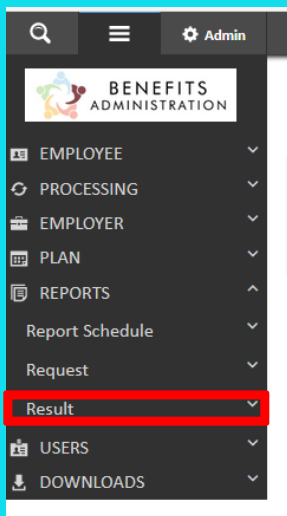 Admin
BENEFITS
ADMINISTRATION
EMPLOYEE
PROCESSING
EMPLOYER
PLAN
REPORTS
Report Schedule
Request
Result
USERS
DOWNLOADS